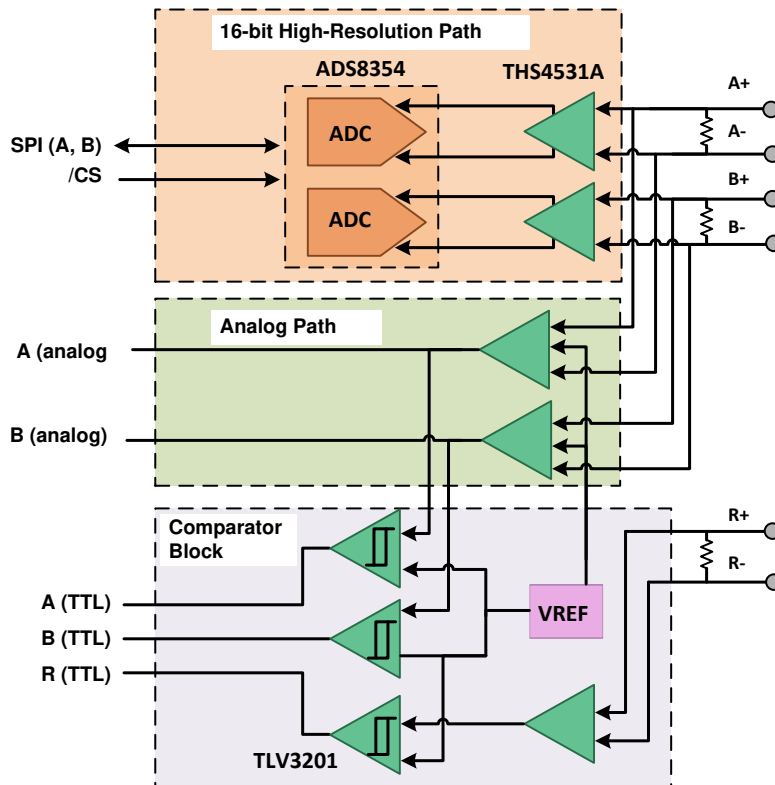 16-bit High-Resolution Path
ADS8354
THS4531A
A+
ADC
SPI (A, B)
A-
/CS
B+
ADC
B-
Analog Path
A (analog
B (analog)
Comparator
Block
R+
R-
A (TTL)
VREF
B (TTL)
R (TTL)
TLV3201